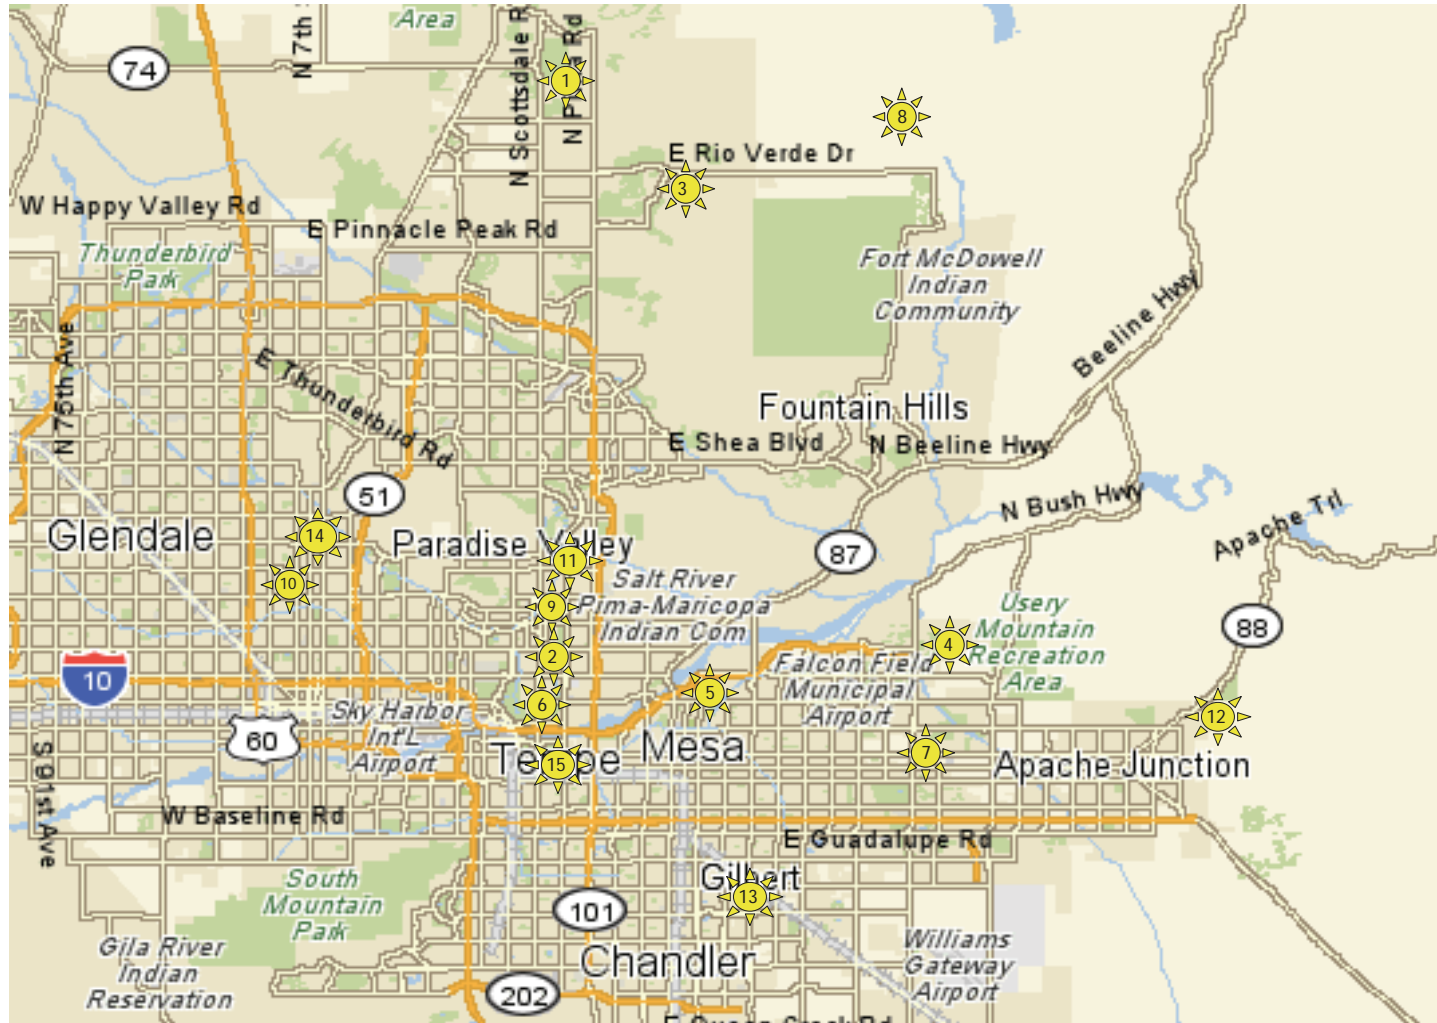 Area
N 7th S
N Scottsdale R
74
1
8
E Rio Verde Dr
3
W Happy Valley Rd
E Pinnacle Peak Rd
Thunderbird
Park
Fort McDowell
Indian
Community
Beeline Hwy
N 75th Ave
E Thunderbird Rd
Fountain Hills
E Shea Blvd
N Beeline Hwy
51
N Bush Hwy
Apache Trl
Glendale
14
Paradise Valley
87
11
10
Salt River
Pima-Maricopa
Indian Com
9
Usery
Mountain
Recreation
Area
88
4
2
10
Falcon Field
Municipal
Airport
5
6
Sky Harbor
Int'L
Airport
12
60
Mesa
7
Tempe
15
Apache Junction
S 91st Ave
W Baseline Rd
E Guadalupe Rd
Gilbert
13
South
Mountain
Park
101
Gila River
Indian
Reservation
Chandler
Williams
Gateway
Airport
202